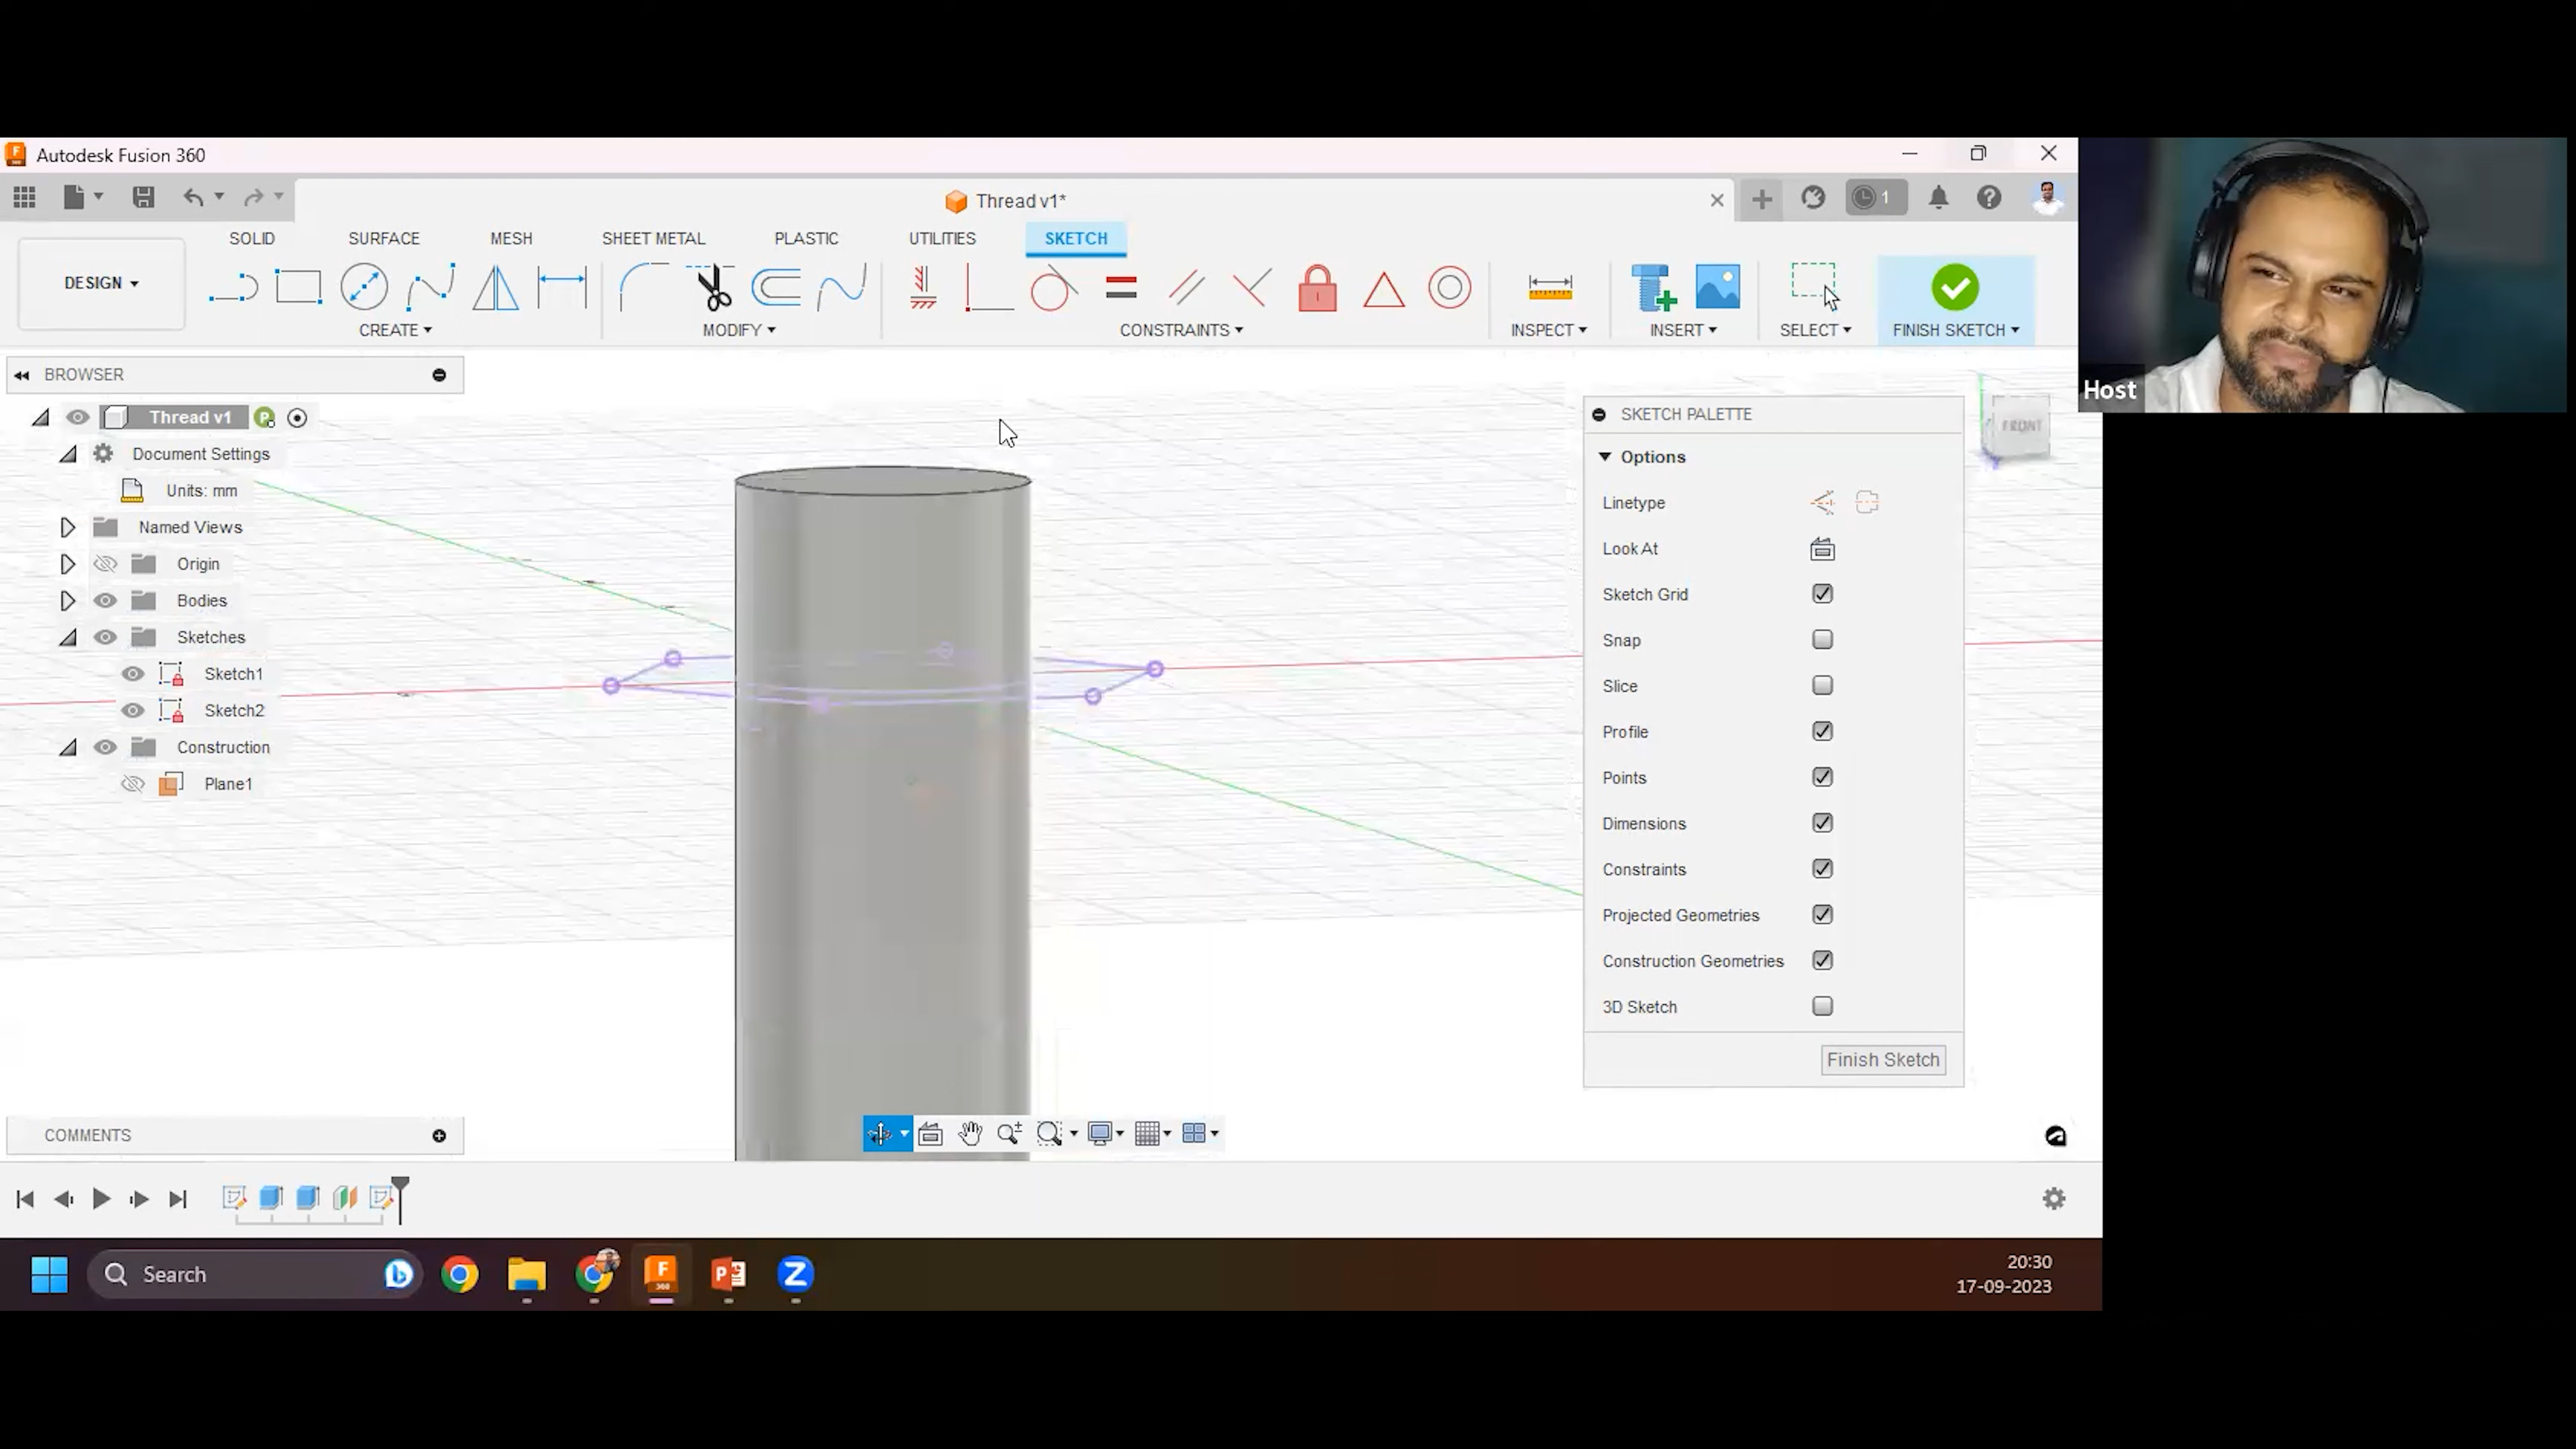 Autodesk Fusion 360
Thread v1*
1
SOLID SURFACE MESH SHEET METAL PLASTIC UTILITIES SKETCH
DESIGN
CREATE MODIFY CONSTRAINTS INSPECT INSERT SELECT FINISH SKETCH
Host
BROWSER
Thread v1
Document Settings
Units: mm
Named Views
Origin
Bodies
Sketches
Sketch1
Sketch2
Construction
Plane1
FRONT
SKETCH PALETTE
Options
Linetype
Look At
Sketch Grid
Snap
Slice
Profile
Points
Dimensions
Constraints
Projected Geometries
Construction Geometries
3D Sketch
Finish Sketch
COMMENTS
Search
20:30
17-09-2023